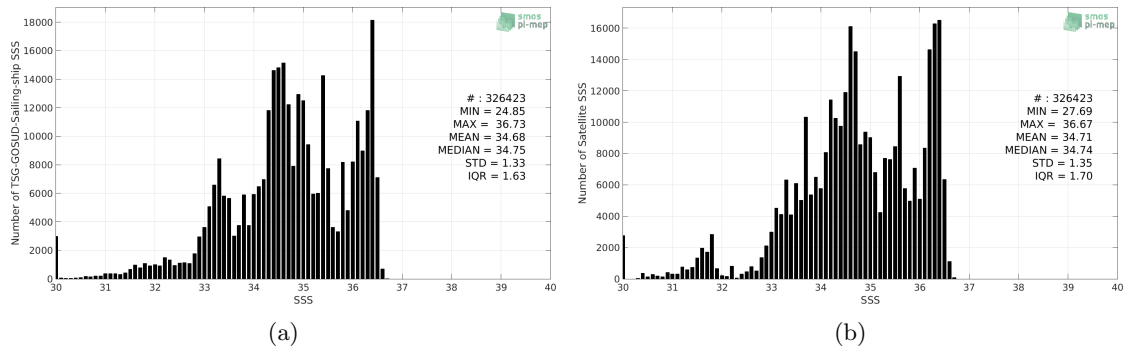 Number of TSG-GOSUD-Sailing-ship SSS
18000
16000
14000
12000
10000
8000
6000
4000
2000
0
30 31 32 33 34 35 36 37 38 39 40
SSS
smos
pi-mep
# : 326423
MIN = 24.85
MAX = 36.73
MEAN = 34.68
MEDIAN = 34.75
STD = 1.33
IQR = 1.63
(a)
Number of Satellite SSS
16000
14000
12000
10000
8000
6000
4000
2000
0
30 31 32 33 34 35 36 37 38 39 40
SSS
smos
pi-mep
# : 326423
MIN = 27.69
MAX = 36.67
MEAN = 34.71
MEDIAN = 34.74
STD = 1.35
IQR = 1.70
(b)